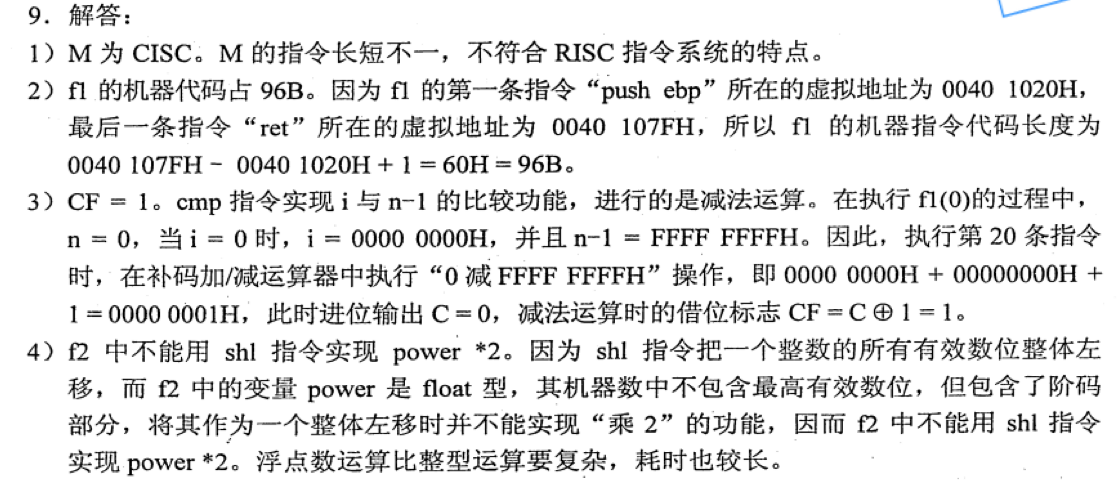 9．解答：
1）M 为 CISC。M 的指令长短不一，不符合 RISC 指令系统的特点。
2）f1 的机器代码占 96B。因为 f1 的第一条指令“push ebp”所在的虚拟地址为 0040 1020H，
最后一条指令“ret”所在的虚拟地址为 0040 107FH，所以 f1 的机器指令代码长度为
0040 107FH − 0040 1020H + 1 = 60H = 96B。
3）CF = 1。cmp 指令实现 i 与 n−1 的比较功能，进行的是减法运算。在执行 f1(0)的过程中，
n = 0，当 i = 0 时，i = 0000 0000H，并且 n−1 = FFFF FFFFH。因此，执行第 20 条指令
时，在补码加/减运算器中执行“0 减 FFFF FFFFH”操作，即 0000 0000H + 00000000H +
1 = 0000 0001H，此时进位输出 C = 0，减法运算时的借位标志 CF = C ⊕ 1 = 1。
4）f2 中不能用 shl 指令实现 power *2。因为 shl 指令把一个整数的所有有效数位整体左
移，而 f2 中的变量 power 是 float 型，其机器数中不包含最高有效数位，但包含了阶码
部分，将其作为一个整体左移时并不能实现“乘 2”的功能，因而 f2 中不能用 shl 指令
实现 power *2。浮点数运算比整型运算要复杂，耗时也较长。